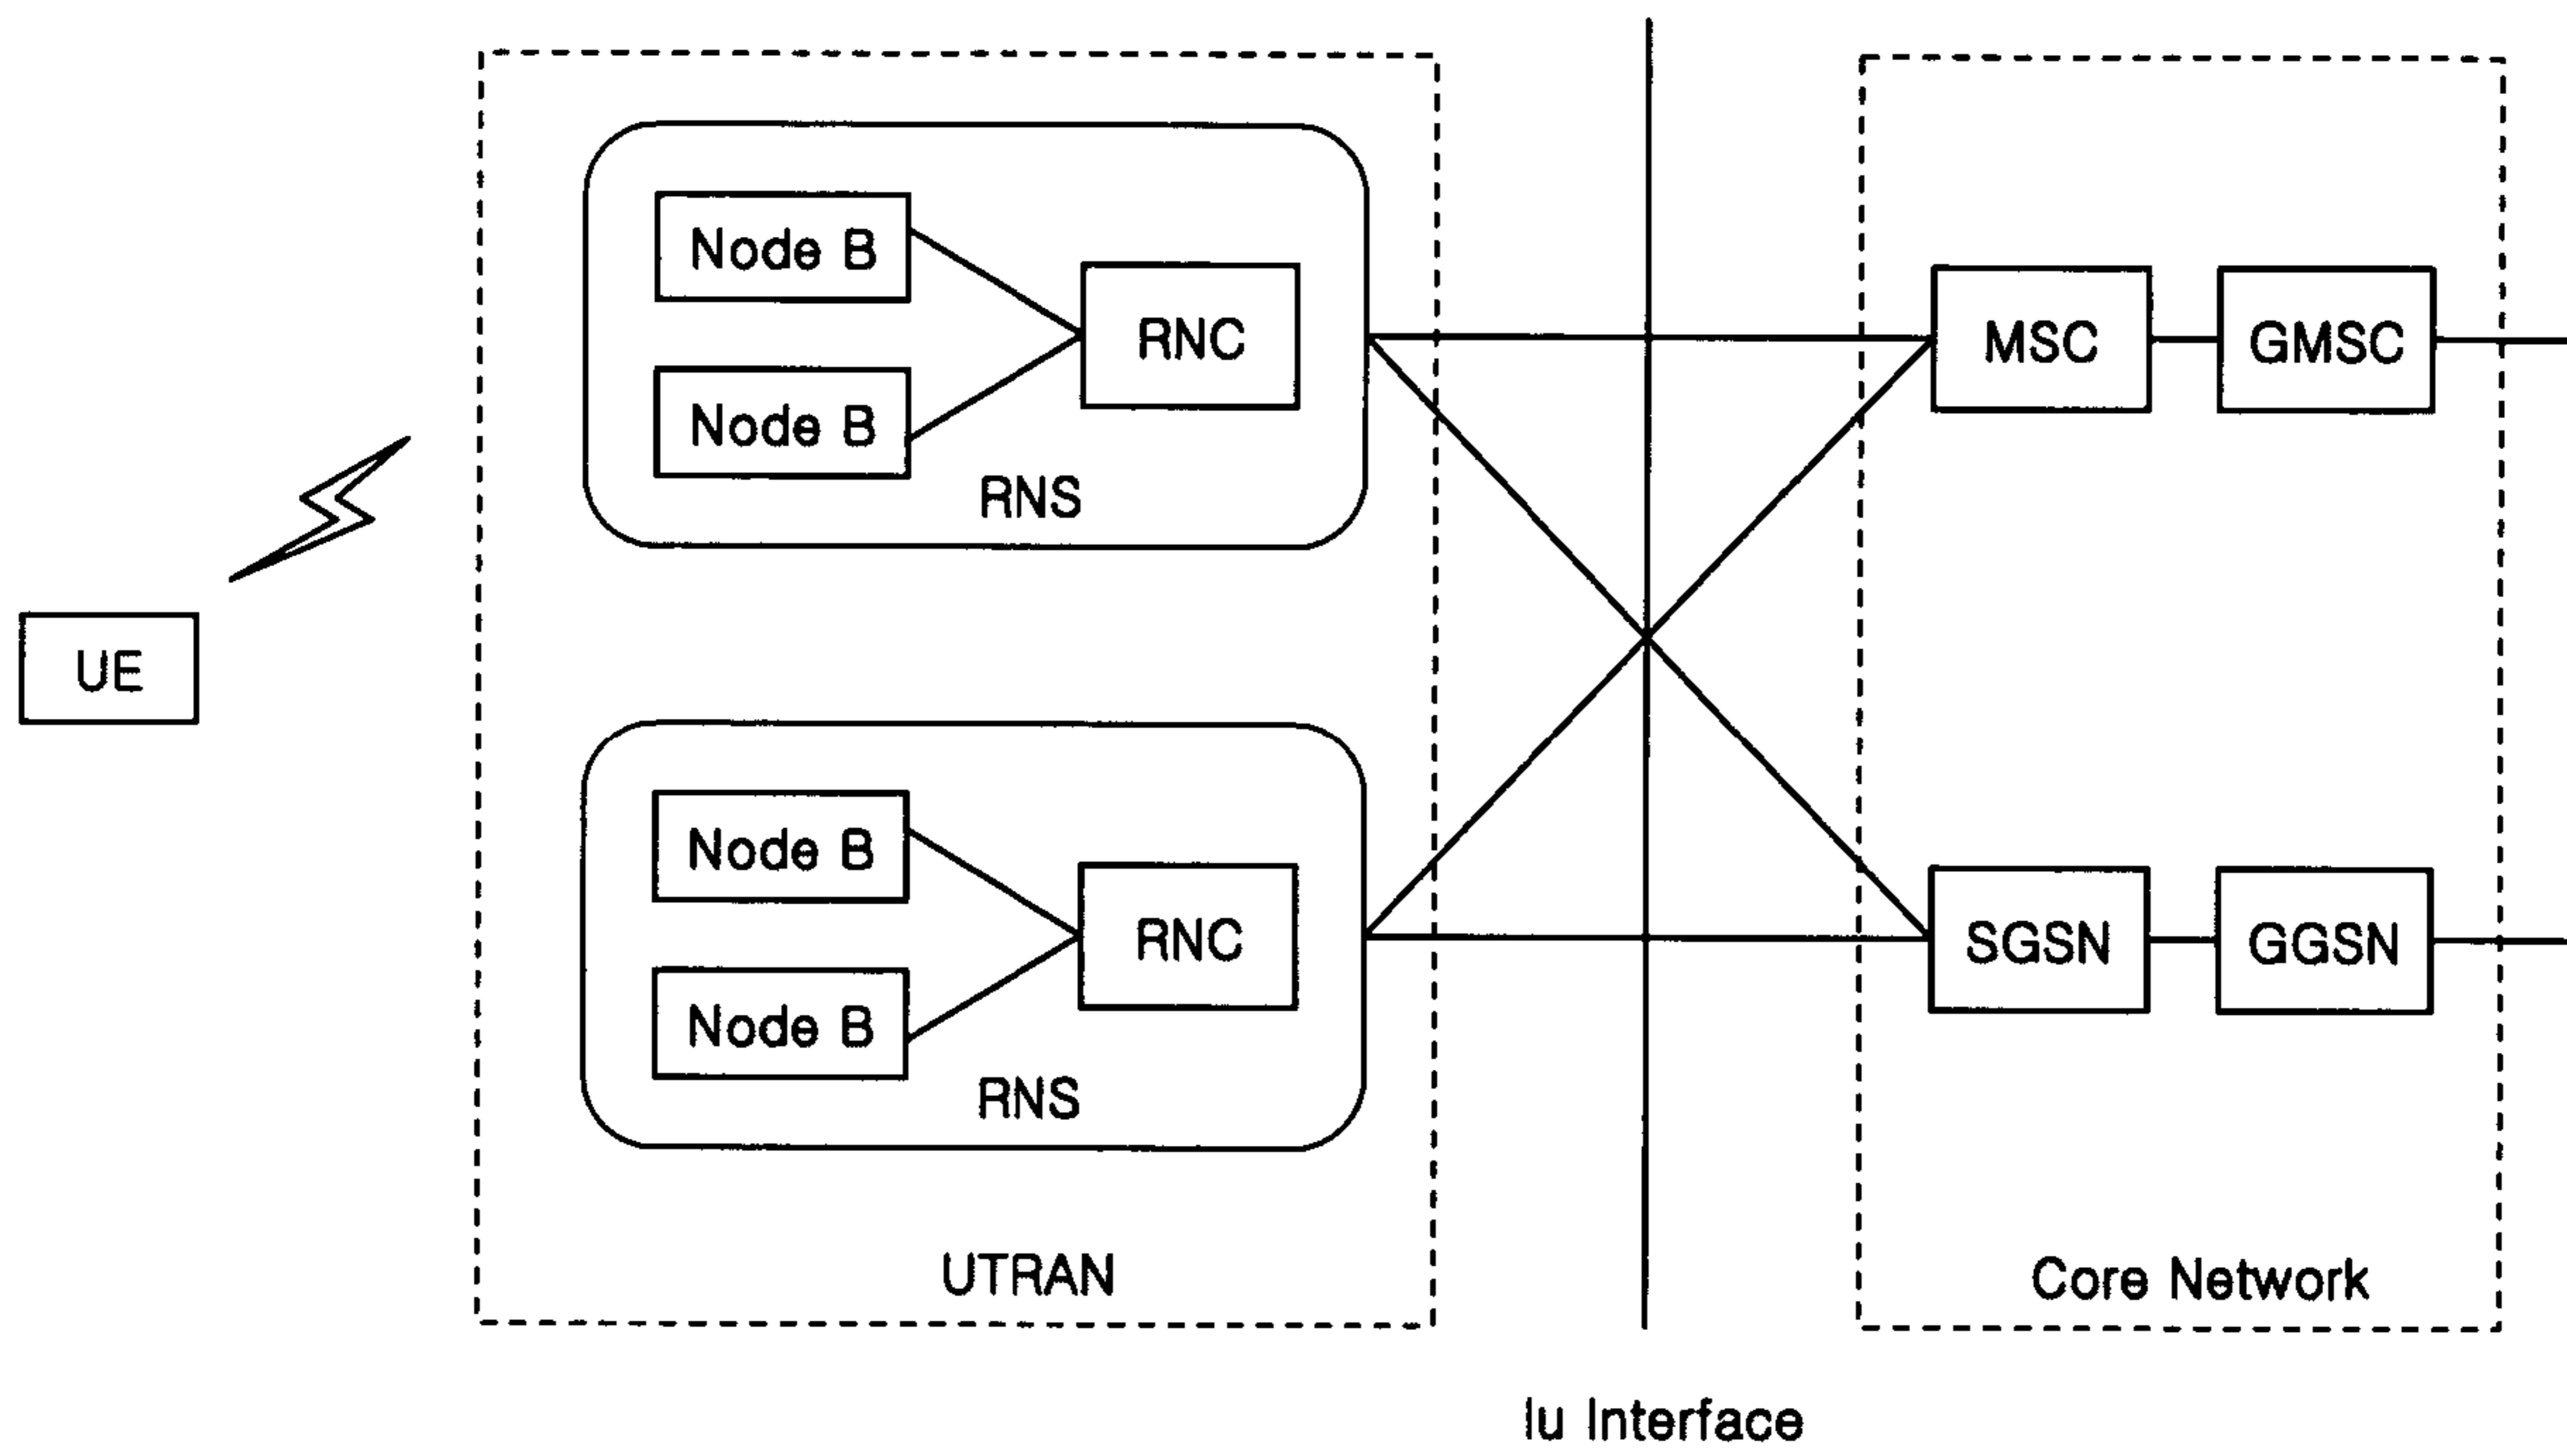 Node B
RNC
Node B
RNS
MSC
GMSC
UE
Node B
RNC
Node B
RNS
SGSN
GGSN
UTRAN
Core Network
Iu Interface